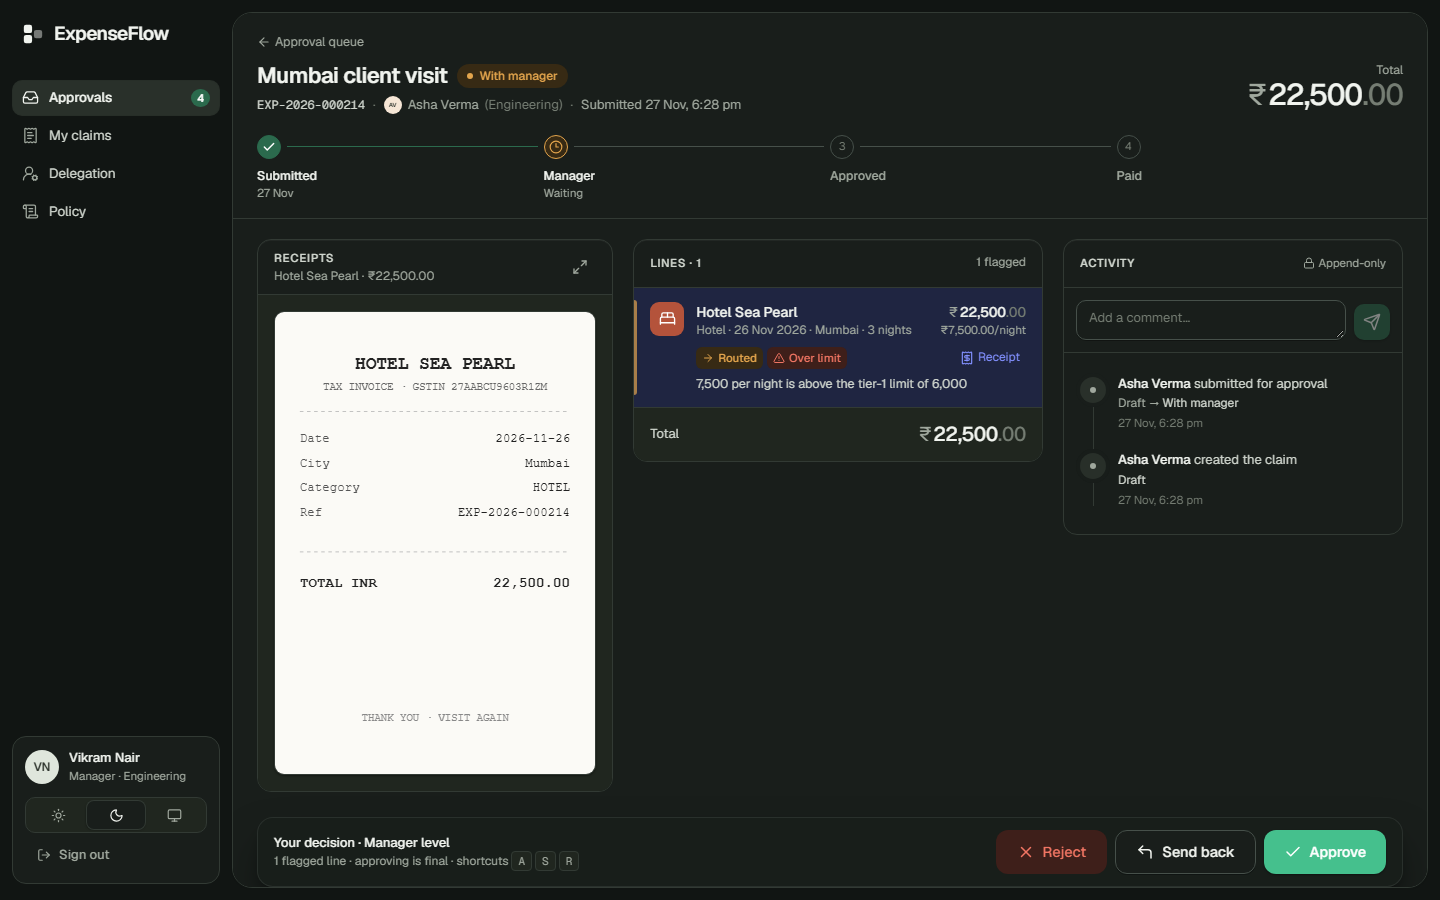 ExpenseFlow
Approvals 4
My claims
Delegation
Policy
Vikram Nair
VN
Manager · Engineering
Sign out
← Approval queue
Mumbai client visit
With manager
EXP-2026-000214 · AV Asha Verma (Engineering) · Submitted 27 Nov, 6:28 pm
Total
₹22,500.00
Submitted
27 Nov
Manager
Waiting
3
Approved
4
Paid
RECEIPTS
Hotel Sea Pearl · ₹22,500.00
HOTEL SEA PEARL
TAX INVOICE · GSTIN 27AABCU9603R1ZM
Date 2026-11-26
City Mumbai
Category HOTEL
Ref EXP-2026-000214
TOTAL INR 22,500.00
THANK YOU · VISIT AGAIN
LINES · 1
1 flagged
Hotel Sea Pearl ₹22,500.00
Hotel · 26 Nov 2026 · Mumbai · 3 nights ₹7,500.00/night
→ Routed Over limit Receipt
7,500 per night is above the tier-1 limit of 6,000
Total ₹22,500.00
ACTIVITY
Append-only
Add a comment...
Asha Verma submitted for approval
Draft → With manager
27 Nov, 6:28 pm
Asha Verma created the claim
Draft
27 Nov, 6:28 pm
Your decision · Manager level
1 flagged line · approving is final · shortcuts A S R
Reject
Send back
Approve